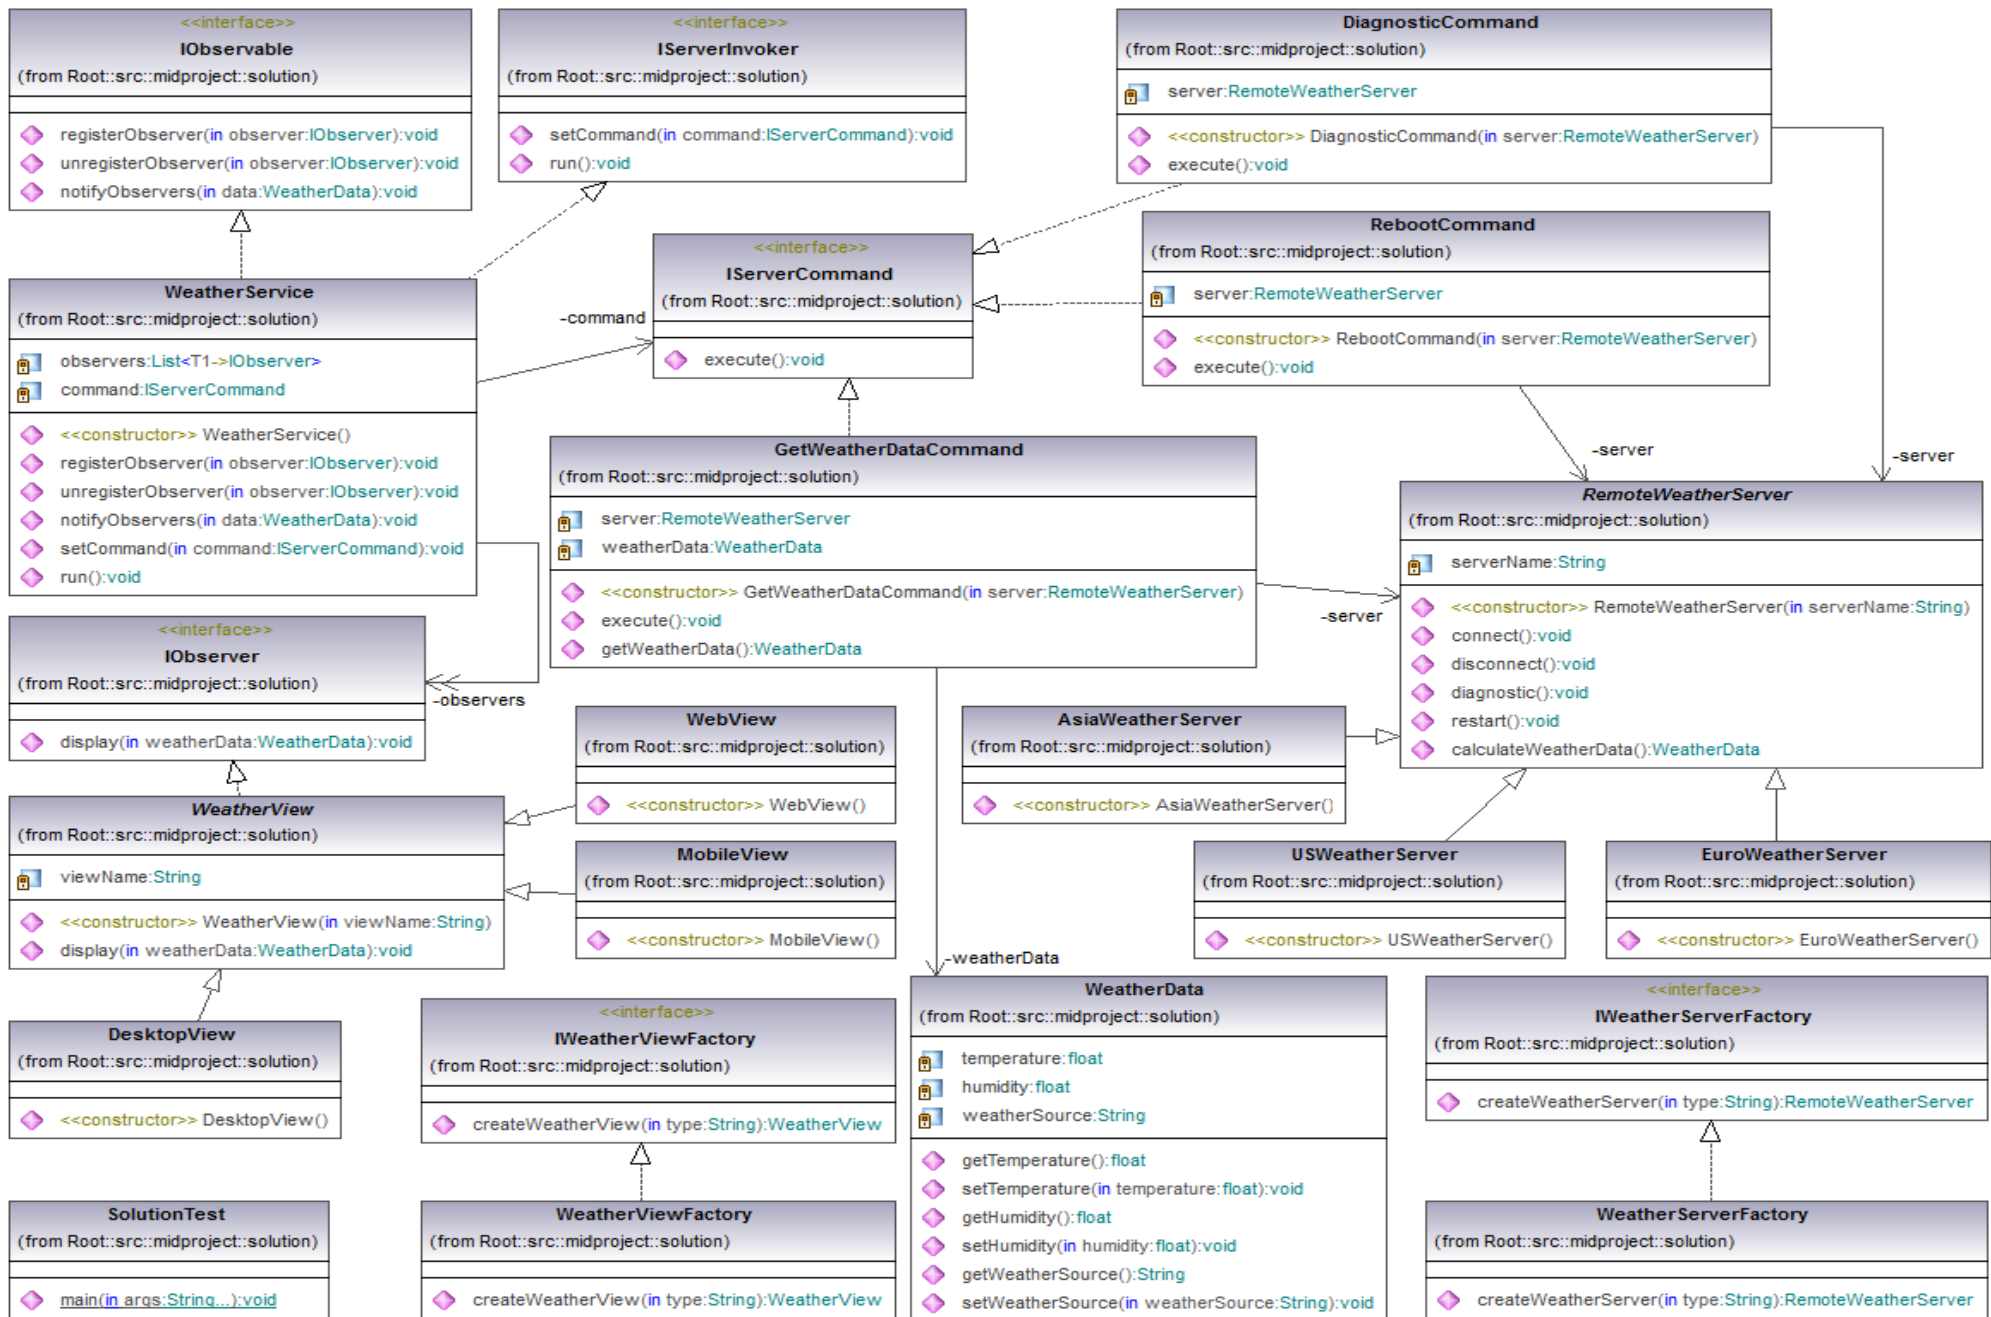 <<interface>>
IObservable
(from Root::src::midproject::solution)
registerObserver(in observer:IObserver):void
unregisterObserver(in observer:IObserver):void
notifyObservers(in data:WeatherData):void
<<interface>>
IServerInvoker
(from Root::src::midproject::solution)
setCommand(in command:IServerCommand):void
run():void
DiagnosticCommand
(from Root::src::midproject::solution)
server:RemoteWeatherServer
<<constructor>> DiagnosticCommand(in server:RemoteWeatherServer)
execute():void
RebootCommand
(from Root::src::midproject::solution)
server:RemoteWeatherServer
<<constructor>> RebootCommand(in server:RemoteWeatherServer)
execute():void
<<interface>>
IServerCommand
(from Root::src::midproject::solution)
execute():void
WeatherService
(from Root::src::midproject::solution)
observers:List<T1->IObserver>
command:IServerCommand
<<constructor>> WeatherService()
registerObserver(in observer:IObserver):void
unregisterObserver(in observer:IObserver):void
notifyObservers(in data:WeatherData):void
setCommand(in command:IServerCommand):void
run():void
-command
GetWeatherDataCommand
(from Root::src::midproject::solution)
server:RemoteWeatherServer
weatherData:WeatherData
<<constructor>> GetWeatherDataCommand(in server:RemoteWeatherServer)
execute():void
getWeatherData():WeatherData
-server
-server
-server
RemoteWeatherServer
(from Root::src::midproject::solution)
serverName:String
<<constructor>> RemoteWeatherServer(in serverName:String)
connect():void
disconnect():void
diagnostic():void
restart():void
calculateWeatherData():WeatherData
<<interface>>
IObserver
(from Root::src::midproject::solution)
display(in weatherData:WeatherData):void
-observers
WebView
(from Root::src::midproject::solution)
<<constructor>> WebView()
AsiaWeatherServer
(from Root::src::midproject::solution)
<<constructor>> AsiaWeatherServer()
WeatherView
(from Root::src::midproject::solution)
viewName:String
<<constructor>> WeatherView(in viewName:String)
display(in weatherData:WeatherData):void
MobileView
(from Root::src::midproject::solution)
<<constructor>> MobileView()
USWeatherServer
(from Root::src::midproject::solution)
<<constructor>> USWeatherServer()
EuroWeatherServer
(from Root::src::midproject::solution)
<<constructor>> EuroWeatherServer()
-weatherData
DesktopView
(from Root::src::midproject::solution)
<<constructor>> DesktopView()
<<interface>>
IWeatherViewFactory
(from Root::src::midproject::solution)
createWeatherView(in type:String):WeatherView
WeatherData
(from Root::src::midproject::solution)
temperature:float
humidity:float
weatherSource:String
getTemperature():float
setTemperature(in temperature:float):void
getHumidity():float
setHumidity(in humidity:float):void
getWeatherSource():String
setWeatherSource(in weatherSource:String):void
<<interface>>
IWeatherServerFactory
(from Root::src::midproject::solution)
createWeatherServer(in type:String):RemoteWeatherServer
SolutionTest
(from Root::src::midproject::solution)
main(in args:String...):void
WeatherViewFactory
(from Root::src::midproject::solution)
createWeatherView(in type:String):WeatherView
WeatherServerFactory
(from Root::src::midproject::solution)
createWeatherServer(in type:String):RemoteWeatherServer